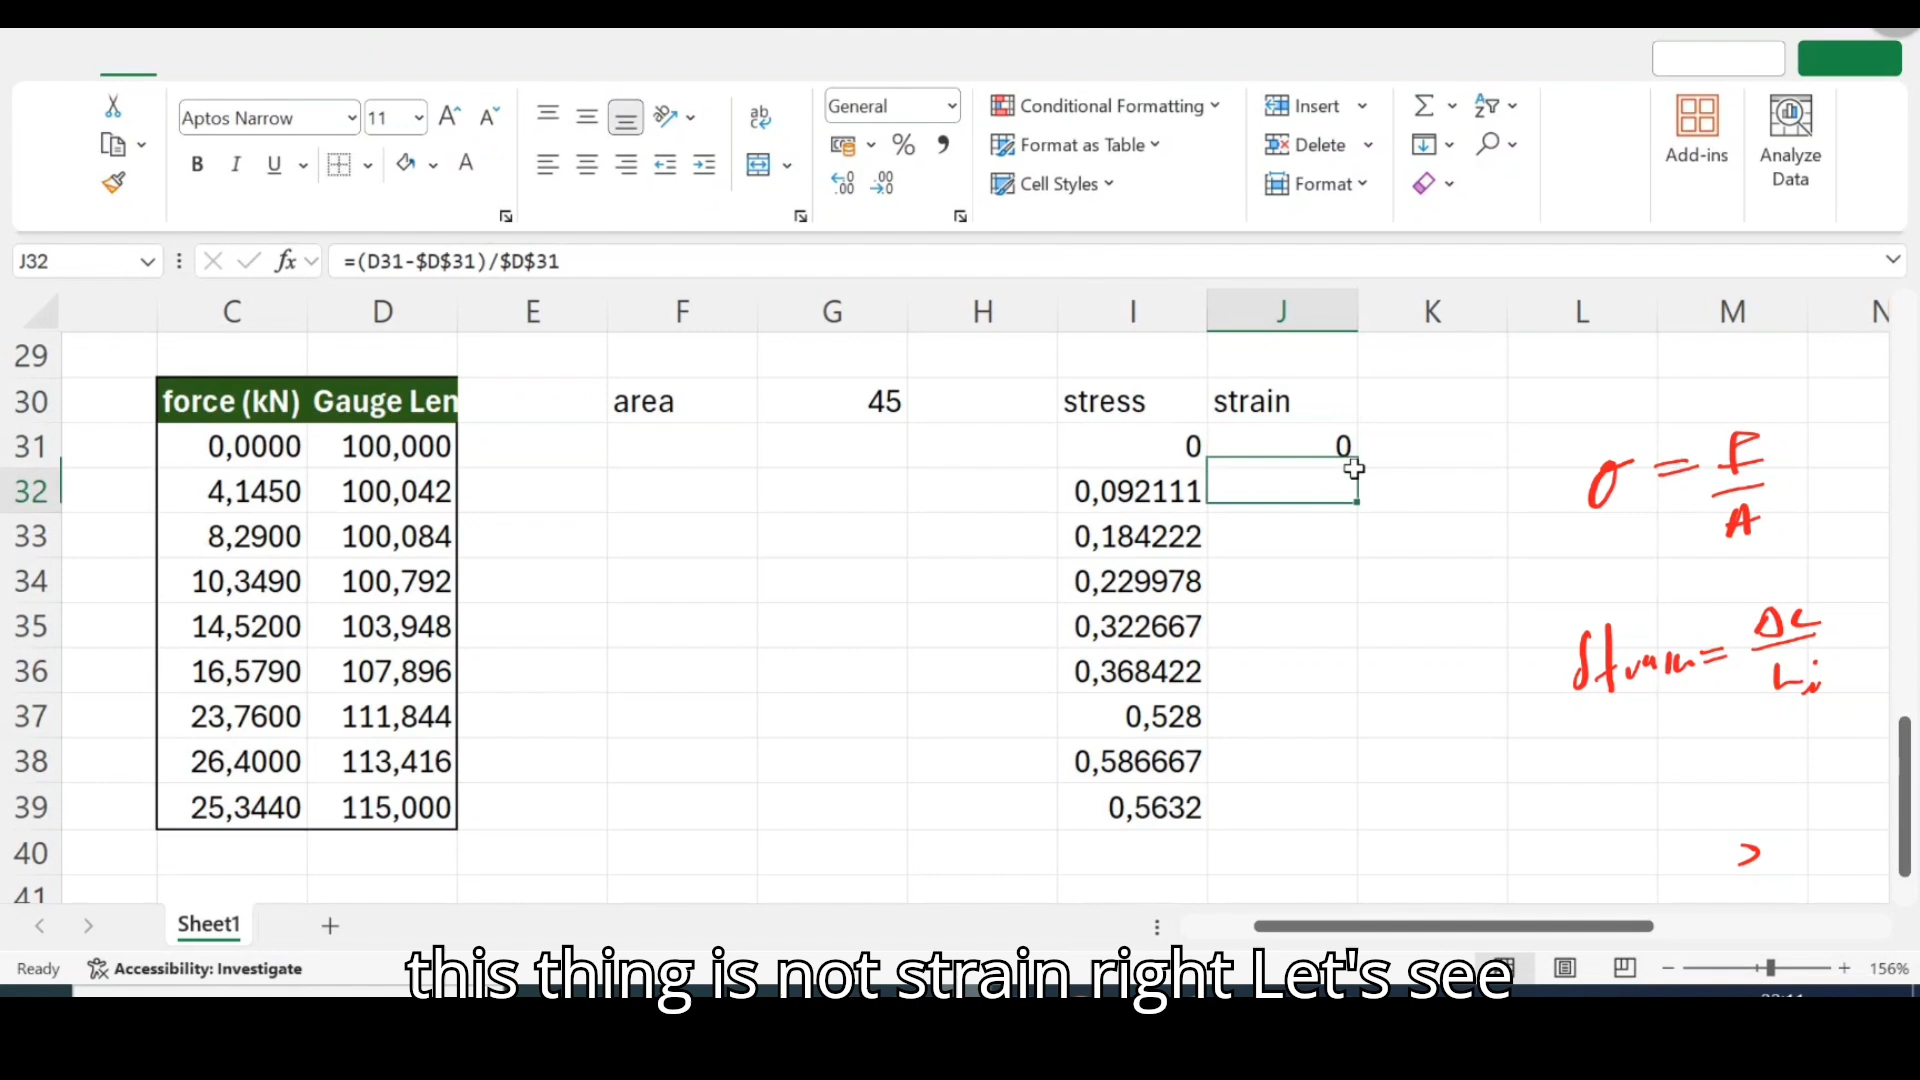 Aptos Narrow 11 A A General Conditional Formatting Insert
Format as Table Delete Add-ins Analyze Data
B I U A Cell Styles Format
J32 fx =(D31-$D$31)/$D$31
C D E F G H I J K L M N
29
30 force (kN) Gauge Len area 45 stress strain
31 0,0000 100,000 0 0
32 4,1450 100,042 0,092111
33 8,2900 100,084 0,184222
34 10,3490 100,792 0,229978
35 14,5200 103,948 0,322667
36 16,5790 107,896 0,368422
37 23,7600 111,844 0,528
38 26,4000 113,416 0,586667
39 25,3440 115,000 0,5632
40
41
σ = F/A
strain = ΔL/Li
Sheet1 +
Ready Accessibility: Investigate 156%
this thing is not strain right Let's see